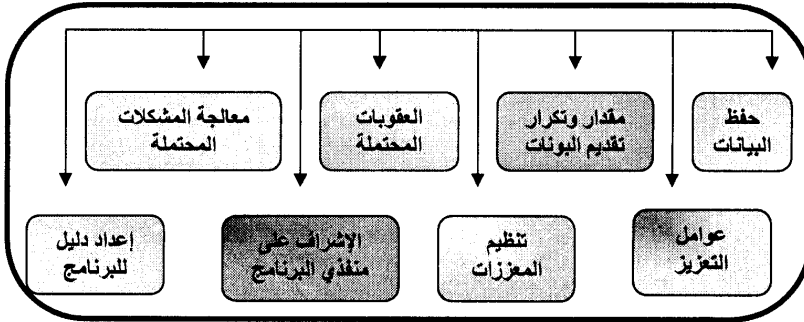 حفظ
البيانات
مقدار وتكرار
تقديم البونات
العقوبات
المحتملة
معالجة المشكلات
المحتملة
عوامل
التعزيز
تنظيم
المعززات
الإشراف على
منفذي البرنامج
إعداد دليل
للبرنامج